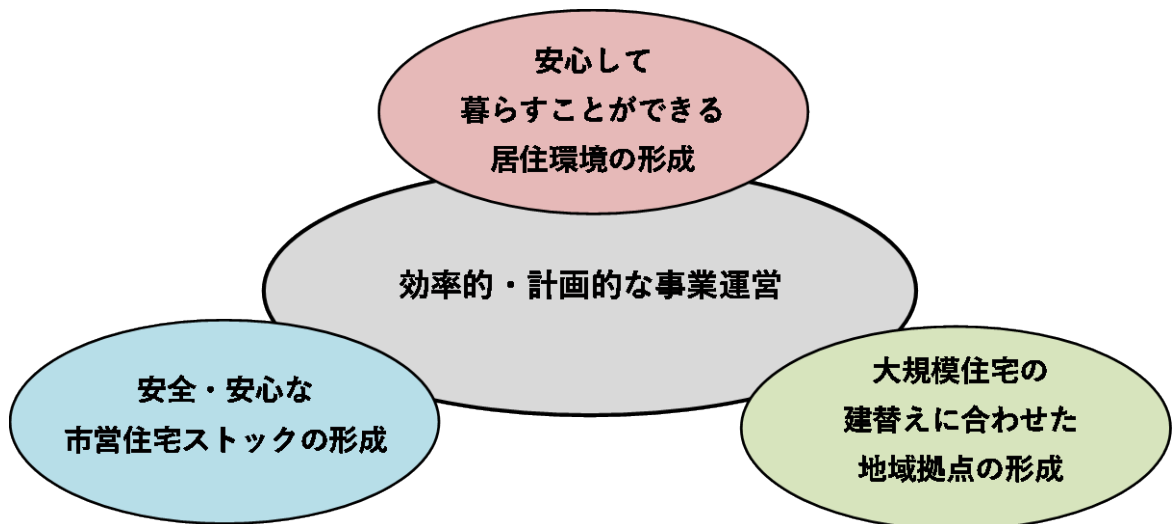 安心して
暮らすことができる
居住環境の形成
効率的・計画的な事業運営
安全・安心な
市営住宅ストックの形成
大規模住宅の
建替えに合わせた
地域拠点の形成